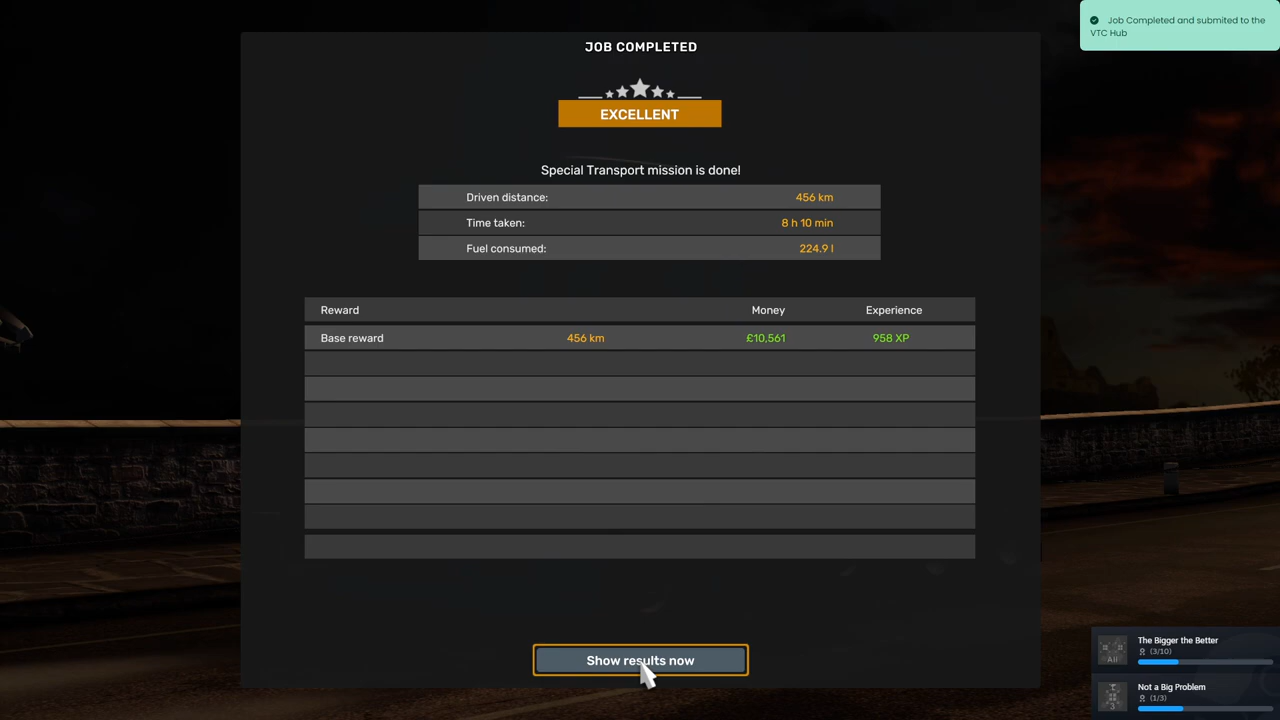 Job Completed and submited to the
VTC Hub
JOB COMPLETED
EXCELLENT
Special Transport mission is done!
Driven distance: 456 km
Time taken: 8 h 10 min
Fuel consumed: 224.9 l
Reward Money Experience
Base reward 456 km £10,561 958 XP
Show results now
The Bigger the Better
(3/10)
All
Not a Big Problem
(1/3)
3